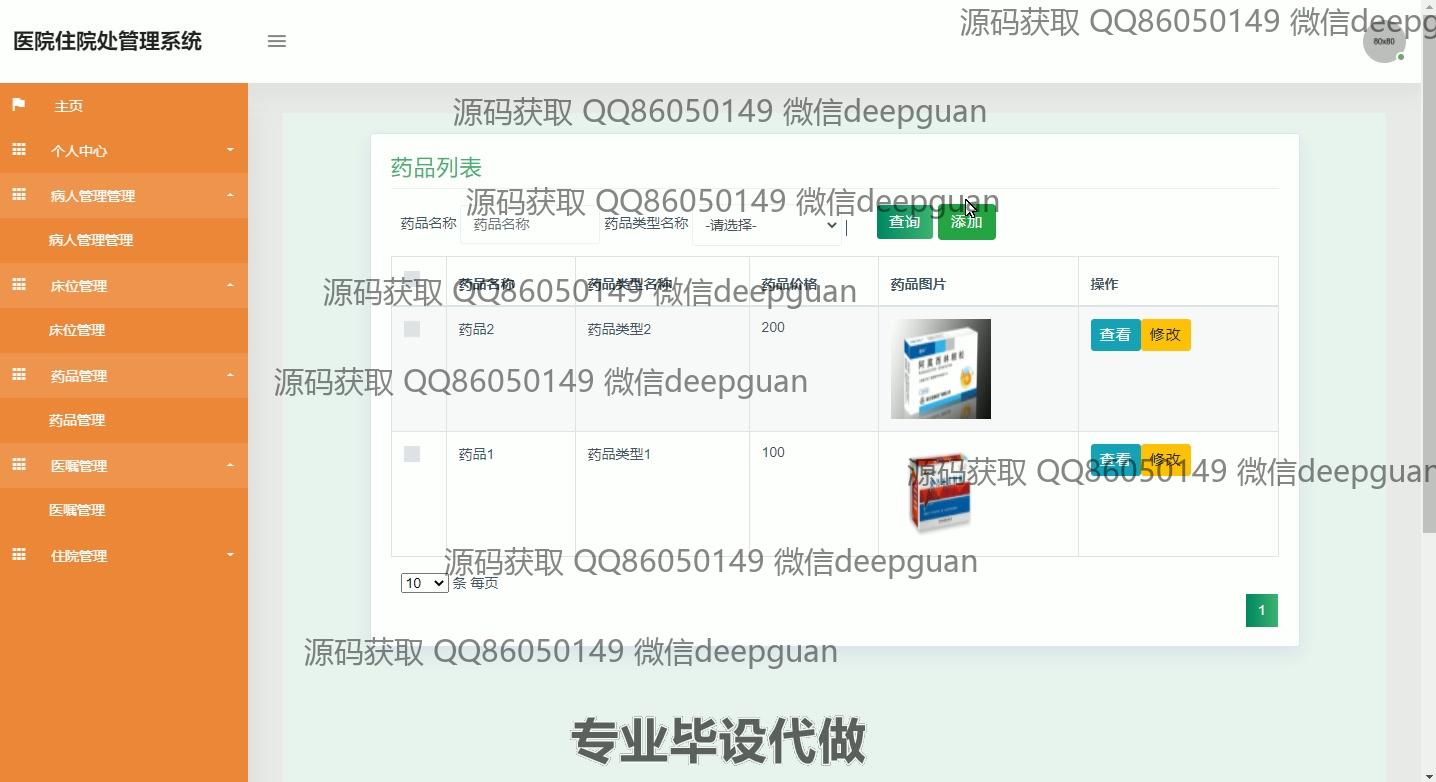 医院住院处管理系统
源码获取 QQ86050149 微信deepg
80x80
主页
源码获取 QQ86050149 微信deepguan
个人中心
药品列表
病人管理管理
源码获取 QQ86050149 微信deepguan
药品名称 药品名称 药品类型名称 -请选择- 查询 添加
病人管理管理
床位管理
药品名称 药品类型名称 药品价格 药品图片 操作
源码获取 QQ86050149 微信deepguan
床位管理
药品2 药品类型2 200 查看 修改
阿莫西林颗粒
药品管理
源码获取 QQ86050149 微信deepguan
药品管理
药品1 药品类型1 100 查看 修改
医嘱管理
源码获取 QQ86050149 微信deepguan
医嘱管理
住院管理
源码获取 QQ86050149 微信deepguan
10 条 每页
1
源码获取 QQ86050149 微信deepguan
专业毕设代做